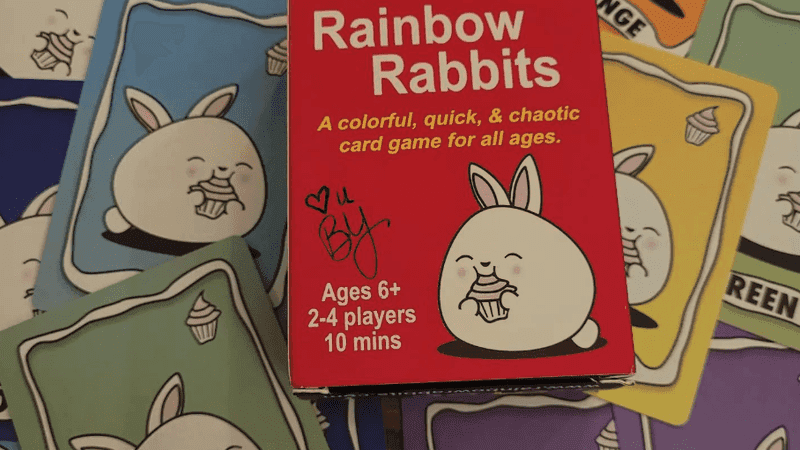 Rainbow
Rabbits
A colorful, quick, & chaotic
card game for all ages.
♡ u
By
Ages 6+
2-4 players
10 mins
NGE
REEN